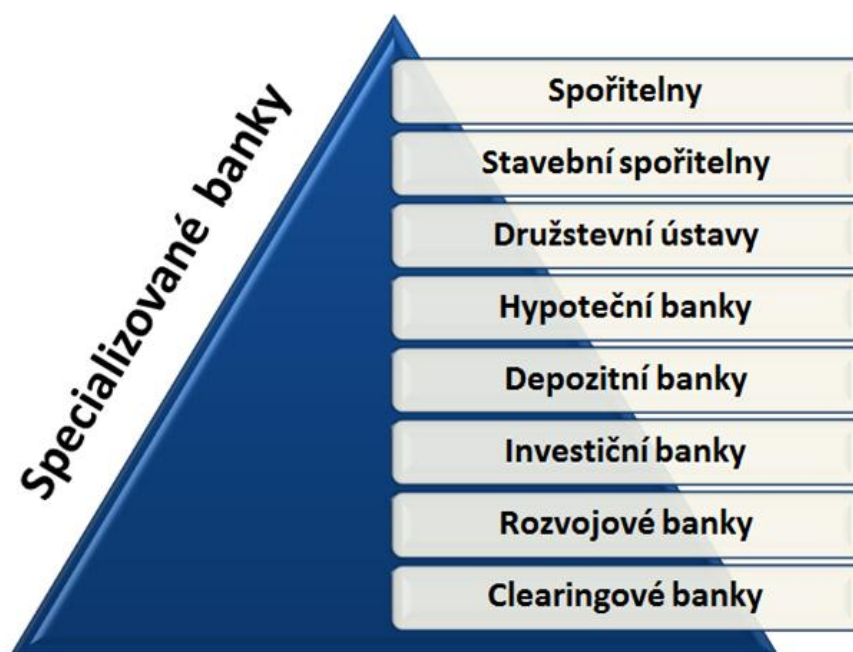 Specializované banky
Spořitelny
Stavební spořitelny
Družstevní ústavy
Hypoteční banky
Depozitní banky
Investiční banky
Rozvojové banky
Clearingové banky